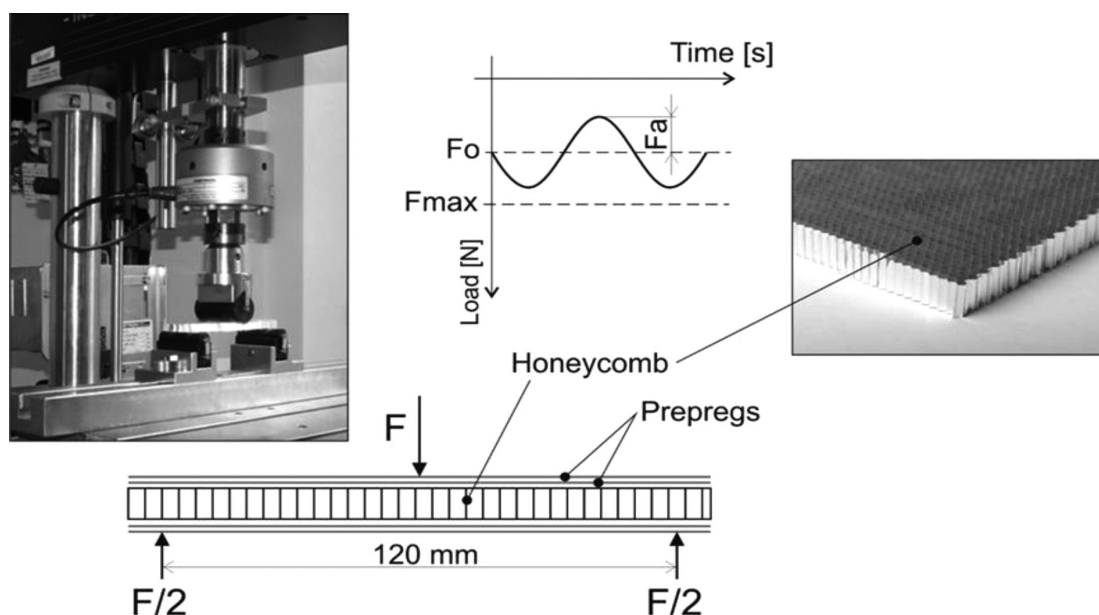 Time [s]
Fa
Fo
Fmax
Load [N]
Honeycomb
Prepregs
F
120 mm
F/2
F/2